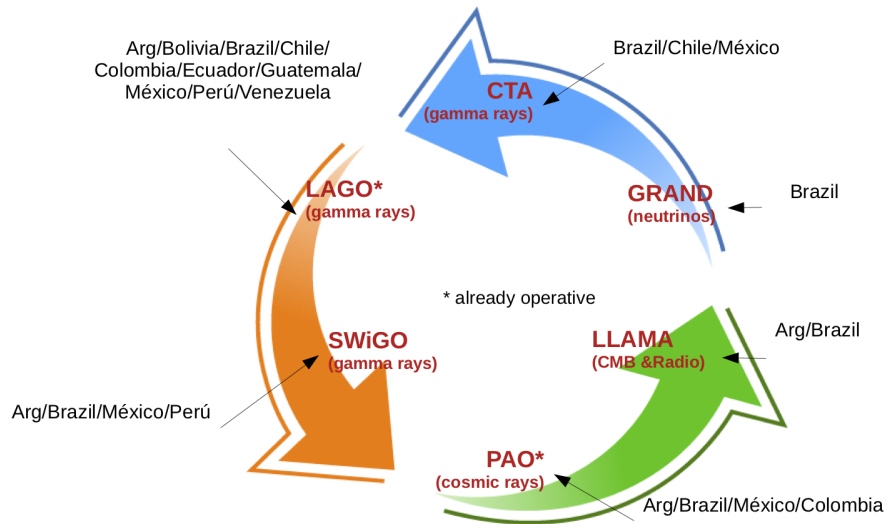 Arg/Bolivia/Brazil/Chile/
Colombia/Ecuador/Guatemala/
México/Perú/Venezuela
Brazil/Chile/México
CTA
(gamma rays)
LAGO*
(gamma rays)
GRAND
(neutrinos)
Brazil
* already operative
SWiGO
(gamma rays)
LLAMA
(CMB &Radio)
Arg/Brazil
Arg/Brazil/México/Perú
PAO*
(cosmic rays)
Arg/Brazil/México/Colombia